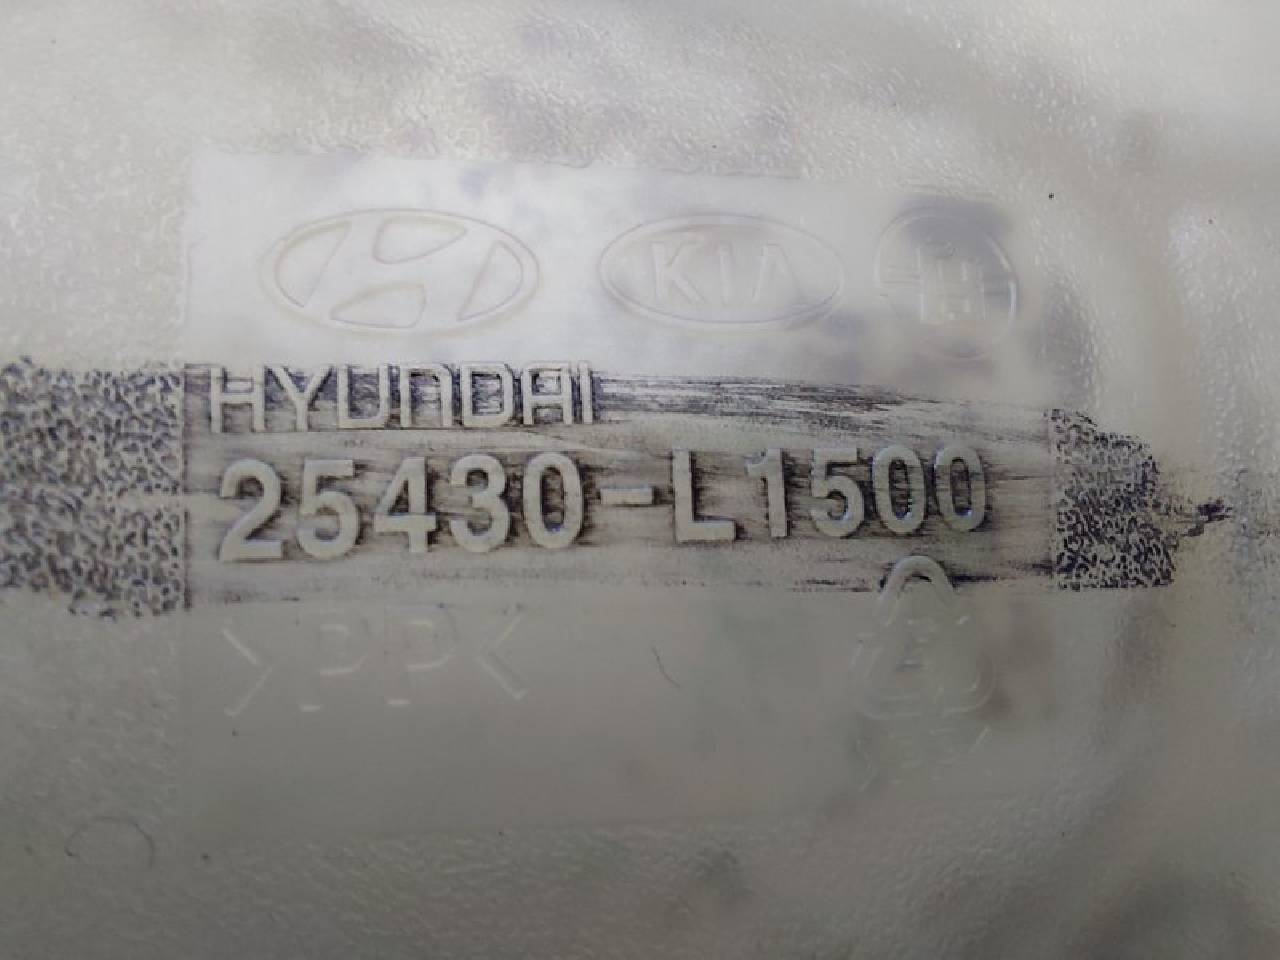 KIA
HYUNDAI
25430-L1500
>PP<